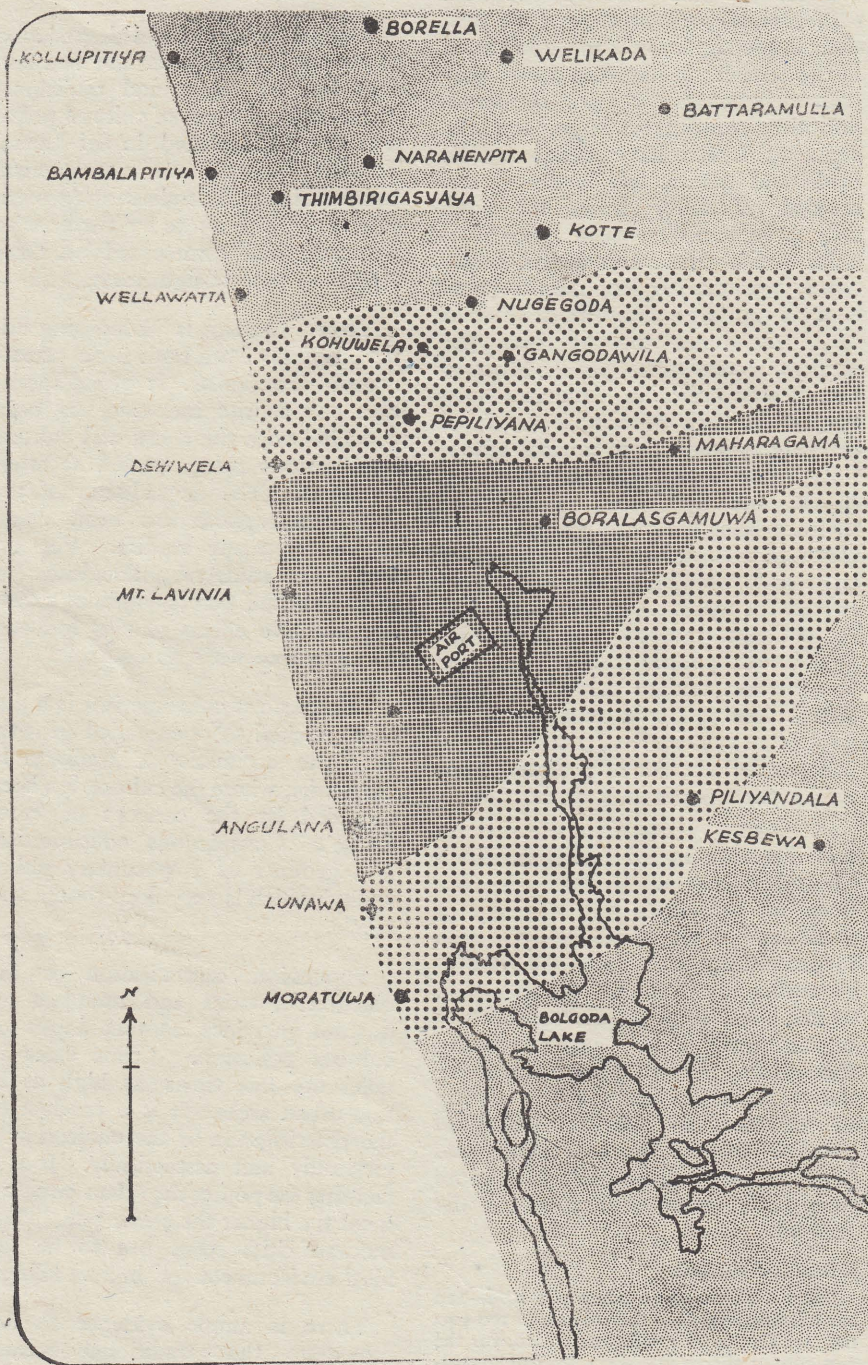 BORELLA
KOLLUPITIYA
WELIKADA
BATTARAMULLA
NARAHENPITA
BAMBALAPITIYA
THIMBIRIGASYAYA
KOTTE
WELLAWATTA
NUGEGODA
KOHUWELA
GANGODAWILA
PEPILIYANA
MAHARAGAMA
DEHIWELA
BORALASGAMUWA
MT. LAVINIA
AIR
PORT
PILIYANDALA
ANGULANA
KESBEWA
LUNAWA
N
MORATUWA
BOLGODA
LAKE